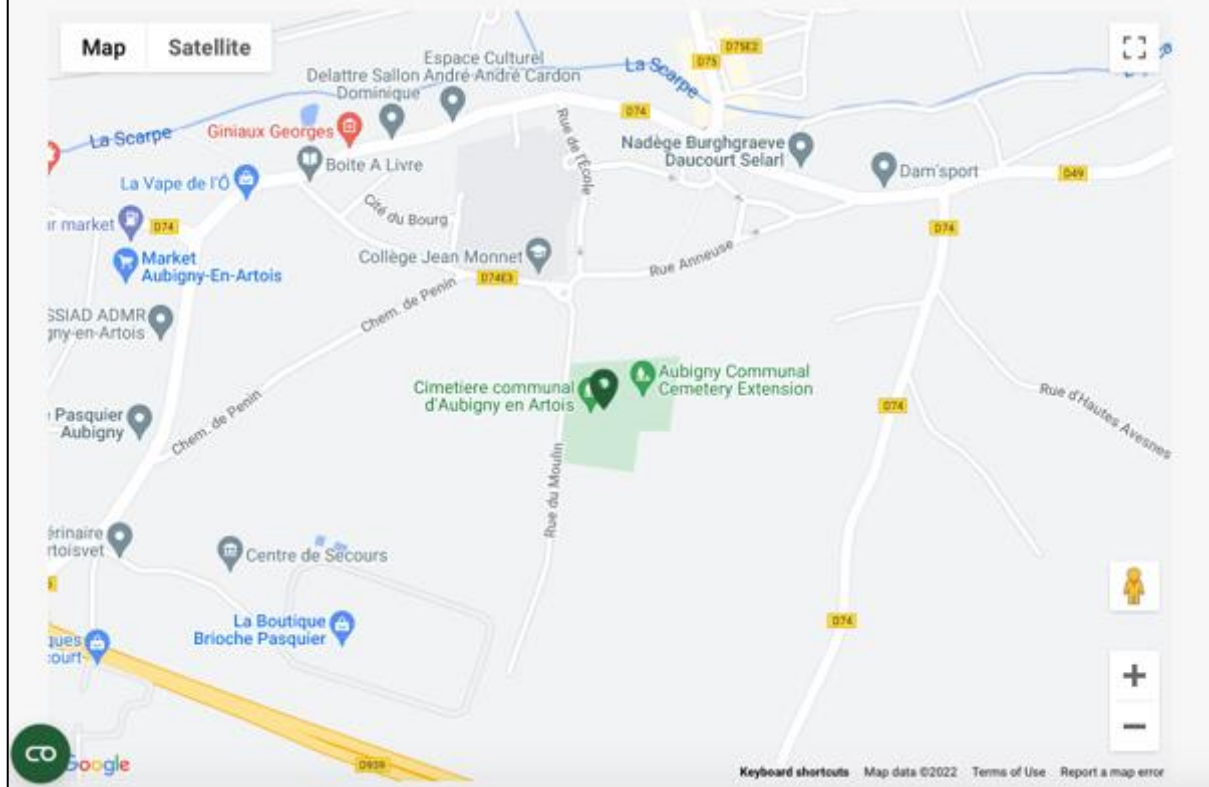 Map Satellite
D75E2
D75
Espace Culturel
André-André Cardon
Delattre Sallon
Dominique
La Scarpe
D74
La Scarpe
Giniaux Georges
Rue de l'École
Nadège Burghgraeve
Daucourt Selarl
Boite A Livre
Dam'sport
D49
La Vape de l'Ô
Cité du Bourg
market
D74
D74
Collège Jean Monnet
Rue Anneuse
Market
Aubigny-En-Artois
D74E3
Chem. de Penin
SSIAD ADMR
gny-en-Artois
Cimetiere communal
d'Aubigny en Artois
Aubigny Communal
Cemetery Extension
Rue d'Hautes Avesnes
D74
Pasquier
Aubigny
Chem. de Penin
Rue du Moulin
érinaire
rtoisvet
Centre de Secours
La Boutique
Brioche Pasquier
D74
ques
court
D939
Google
Keyboard shortcuts Map data ©2022 Terms of Use Report a map error